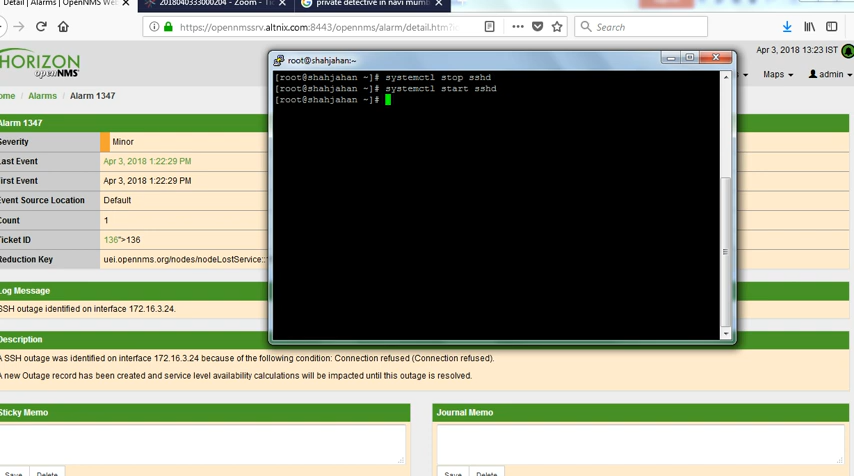 Detail | Alarms | OpenNMS We
2018040333000204 - Zoom - Ti
private detective in navi mumb
https://opennmssrv.altnix.com:8443/opennms/alarm/detail.htm?i
Search
HORIZON
openNMS
Apr 3, 2018 13:23 IST
Maps
admin
ome
Alarms
Alarm 1347
root@shahjahan:~
[root@shahjahan ~]# systemctl stop sshd
[root@shahjahan ~]# systemctl start sshd
[root@shahjahan ~]#
Alarm 1347
Severity
Minor
Last Event
Apr 3, 2018 1:22:29 PM
First Event
Apr 3, 2018 1:22:29 PM
Event Source Location
Default
Count
1
Ticket ID
136">136
Reduction Key
uei.opennms.org/nodes/nodeLostService::
Log Message
SSH outage identified on interface 172.16.3.24.
Description
A SSH outage was identified on interface 172.16.3.24 because of the following condition: Connection refused (Connection refused).
A new Outage record has been created and service level availability calculations will be impacted until this outage is resolved.
Sticky Memo
Journal Memo
Save
Delete
Save
Delete